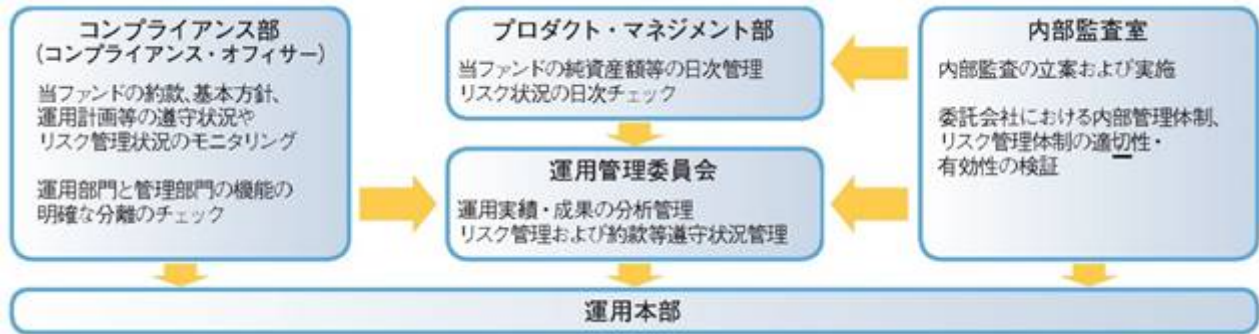 コンプライアンス部
(コンプライアンス・オフィサー)
当ファンドの約款、基本方針、
運用計画等の遵守状況や
リスク管理状況のモニタリング
運用部門と管理部門の機能の
明確な分離のチェック
プロダクト・マネジメント部
当ファンドの純資産額等の日次管理
リスク状況の日次チェック
運用管理委員会
運用実績・成果の分析管理
リスク管理および約款等遵守状況管理
内部監査室
内部監査の立案および実施
委託会社における内部管理体制、
リスク管理体制の適切性・
有効性の検証
運用本部